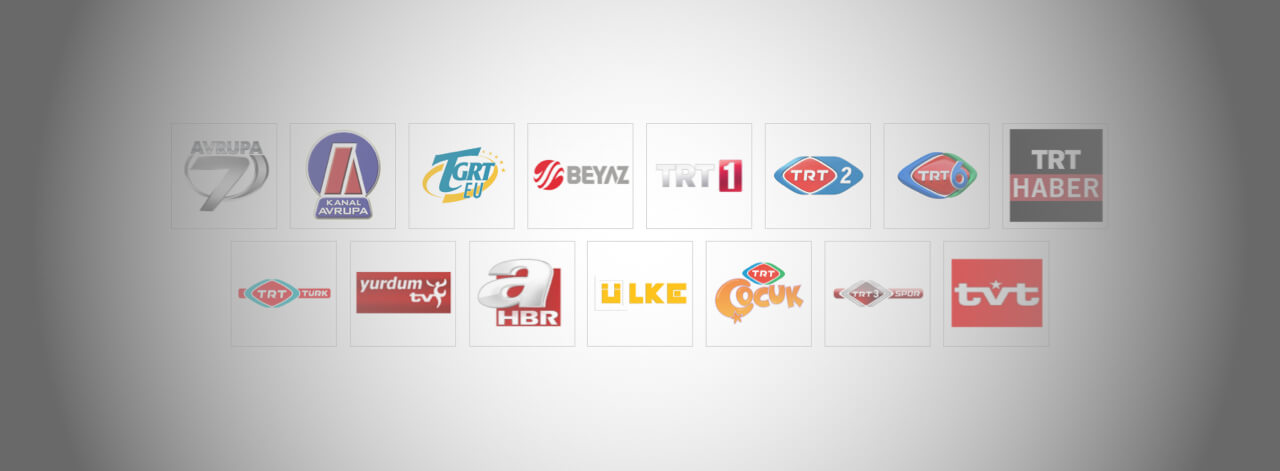 AVRUPA
7
KANAL
AVRUPA
TGRT
EU
BEYAZ
TRT 1
TRT 2
TRT 6
TRT
HABER
TRT TÜRK
yurdum
tv
a
HBR
ÜLKE
TRT
ÇOCUK
TRT 3 SPOR
tvt